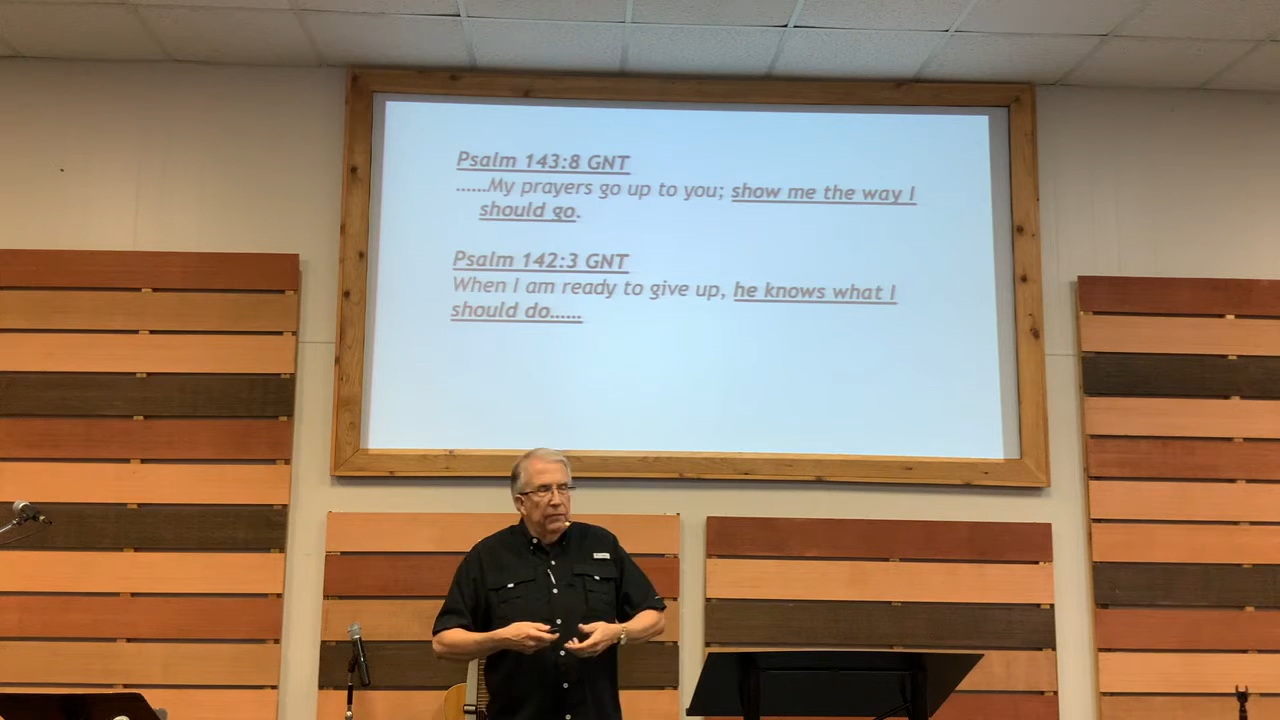 Psalm 143:8 GNT
......My prayers go up to you; show me the way I
should go.
Psalm 142:3 GNT
When I am ready to give up, he knows what I
should do......